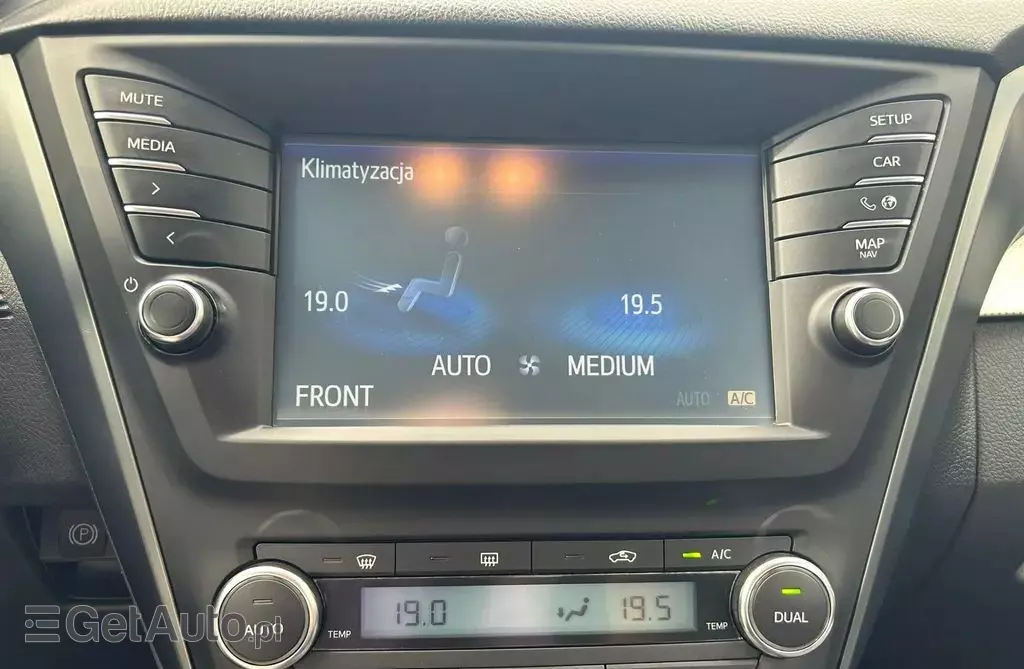 MUTE
MEDIA
>
<
SETUP
CAR
MAP
NAV
Klimatyzacja
19.0
19.5
AUTO MEDIUM
FRONT
AUTO A/C
P
A/C
AUTO
TEMP
19.0
19.5
TEMP
DUAL
GetAuto.pl